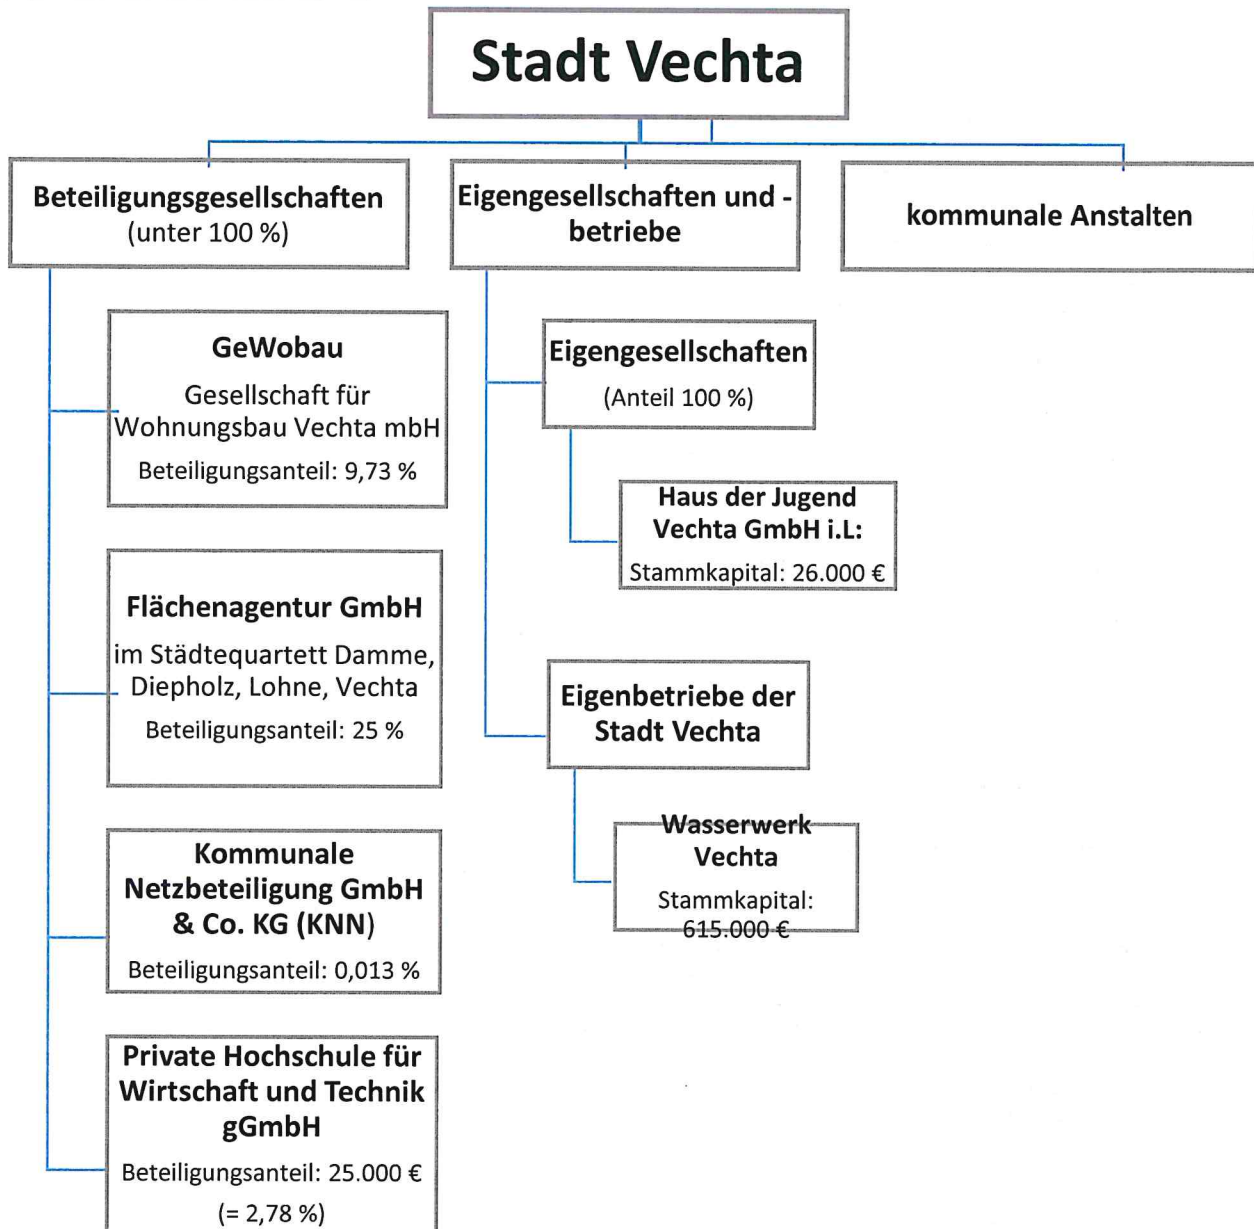 Stadt Vechta
Beteiligungsgesellschaften
(unter 100 %)
GeWobau
Gesellschaft für
Wohnungsbau Vechta mbH
Beteiligungsanteil: 9,73 %
Flächenagentur GmbH
im Städtequartett Damme,
Diepholz, Lohne, Vechta
Beteiligungsanteil: 25 %
Kommunale
Netzbeteiligung GmbH
& Co. KG (KNN)
Beteiligungsanteil: 0,013 %
Private Hochschule für
Wirtschaft und Technik
gGmbH
Beteiligungsanteil: 25.000 €
(= 2,78 %)
Eigengesellschaften und -
betriebe
Eigengesellschaften
(Anteil 100 %)
Haus der Jugend
Vechta GmbH i.L:
Stammkapital: 26.000 €
Eigenbetriebe der
Stadt Vechta
Wasserwerk
Vechta
Stammkapital:
615.000 €
kommunale Anstalten